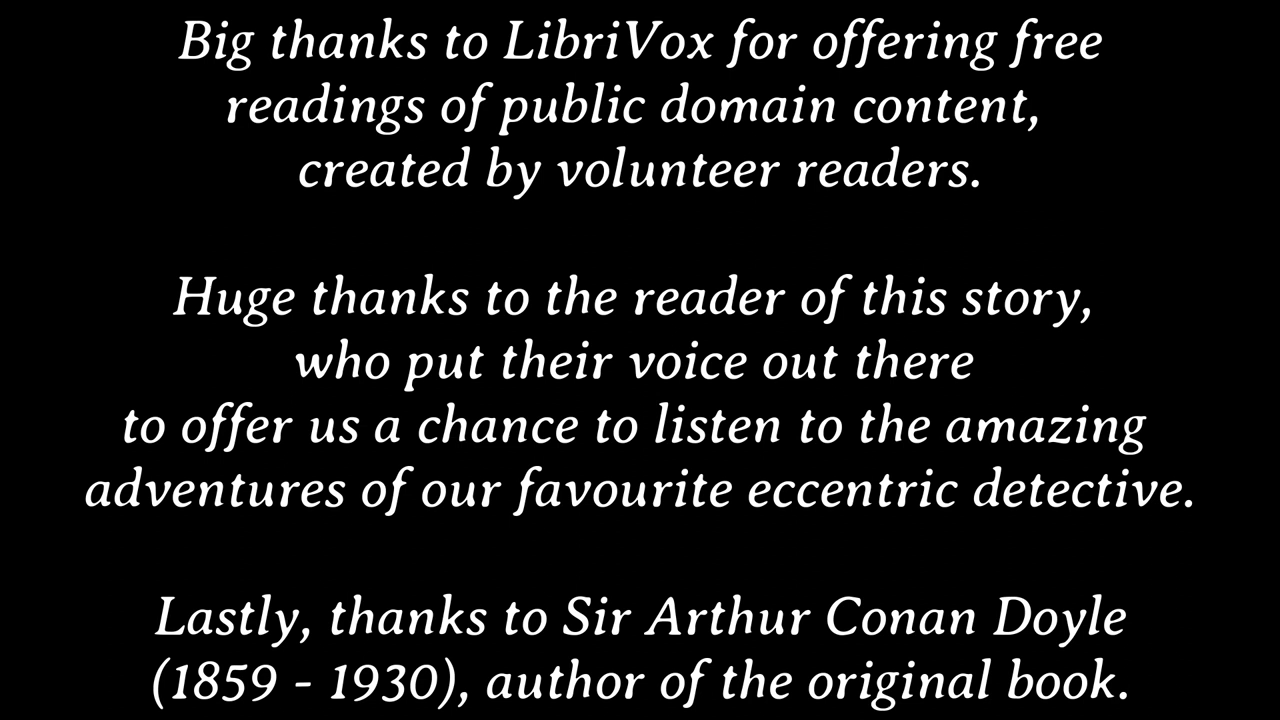 Big thanks to LibriVox for offering free
readings of public domain content,
created by volunteer readers.
Huge thanks to the reader of this story,
who put their voice out there
to offer us a chance to listen to the amazing
adventures of our favourite eccentric detective.
Lastly, thanks to Sir Arthur Conan Doyle
(1859 - 1930), author of the original book.